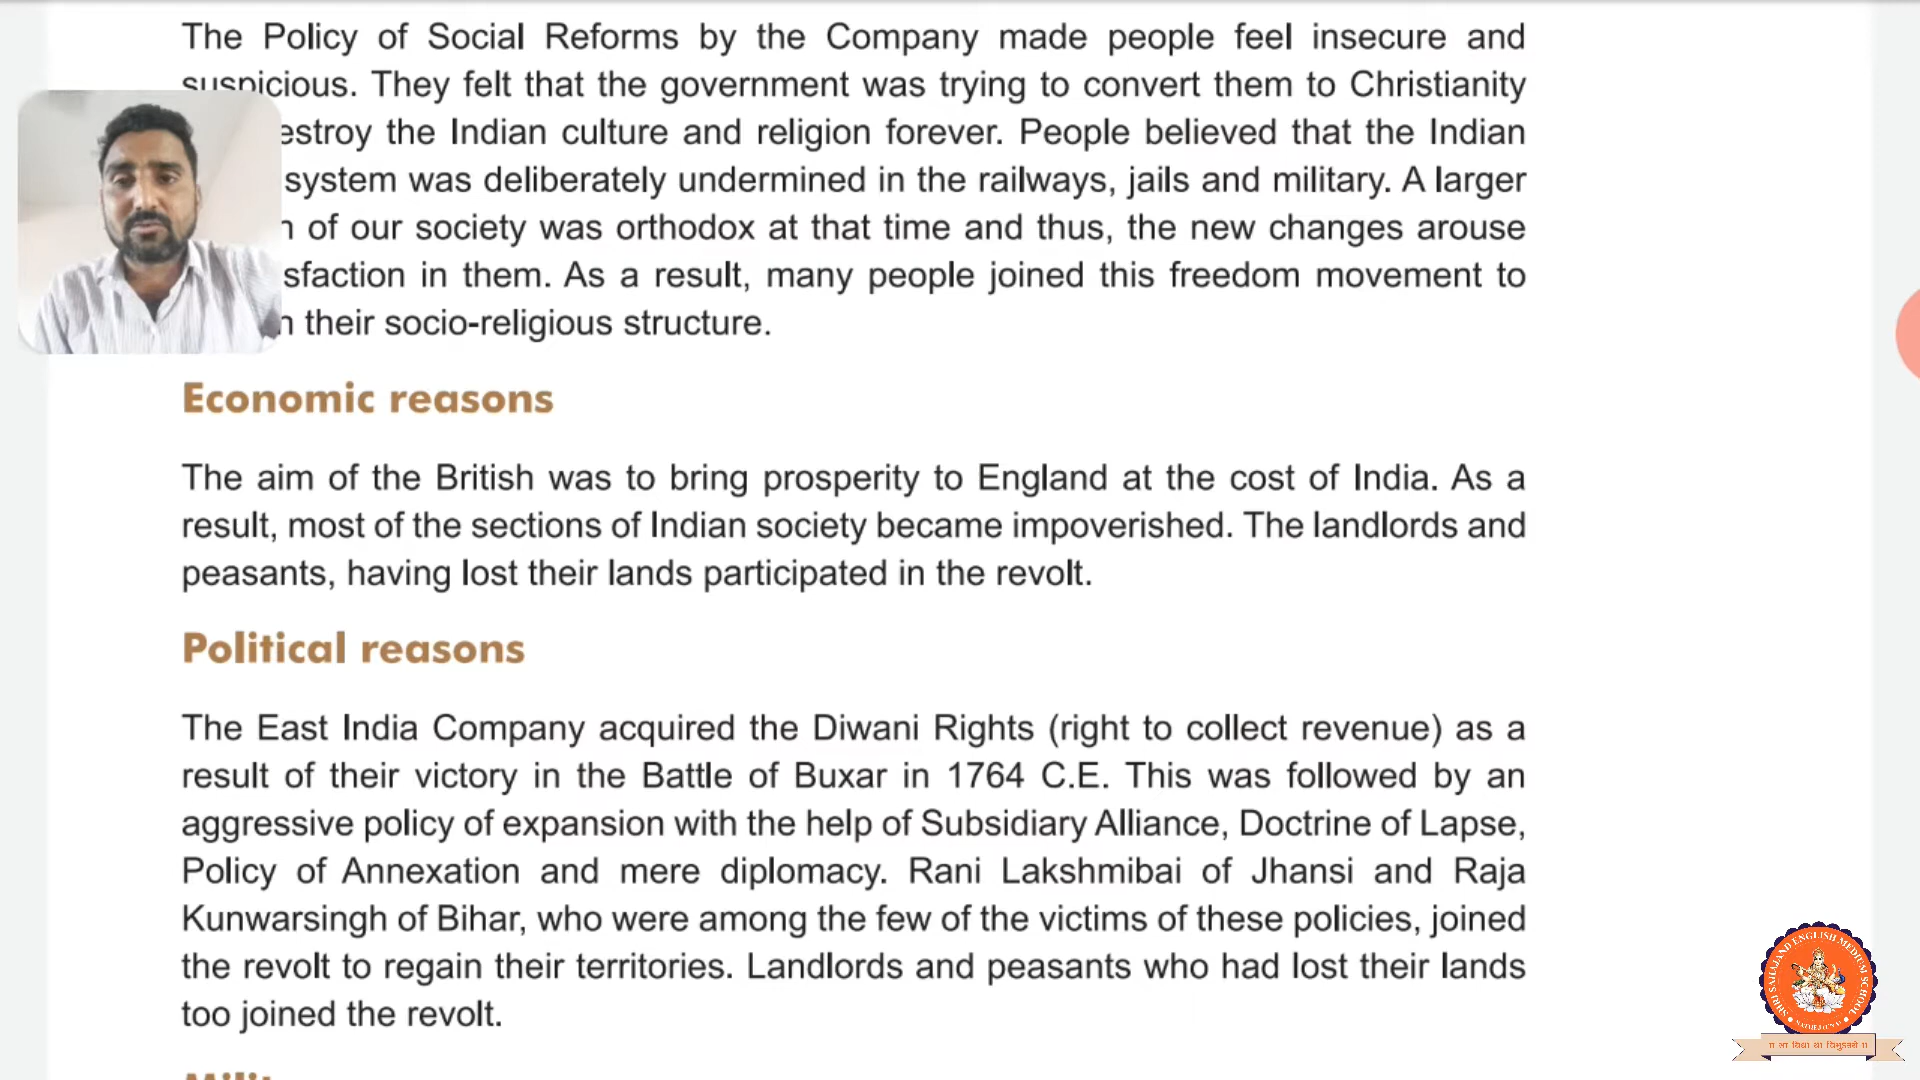 The Policy of Social Reforms by the Company made people feel insecure and
suspicious. They felt that the government was trying to convert them to Christianity
estroy the Indian culture and religion forever. People believed that the Indian
system was deliberately undermined in the railways, jails and military. A larger
n of our society was orthodox at that time and thus, the new changes arouse
sfaction in them. As a result, many people joined this freedom movement to
n their socio-religious structure.
Economic reasons
The aim of the British was to bring prosperity to England at the cost of India. As a
result, most of the sections of Indian society became impoverished. The landlords and
peasants, having lost their lands participated in the revolt.
Political reasons
The East India Company acquired the Diwani Rights (right to collect revenue) as a
result of their victory in the Battle of Buxar in 1764 C.E. This was followed by an
aggressive policy of expansion with the help of Subsidiary Alliance, Doctrine of Lapse,
Policy of Annexation and mere diplomacy. Rani Lakshmibai of Jhansi and Raja
Kunwarsingh of Bihar, who were among the few of the victims of these policies, joined
the revolt to regain their territories. Landlords and peasants who had lost their lands
too joined the revolt.
SHRI SAHAJANAND ENGLISH MEDIUM SCHOOL
॥ सा विद्या या विमुक्तये ॥